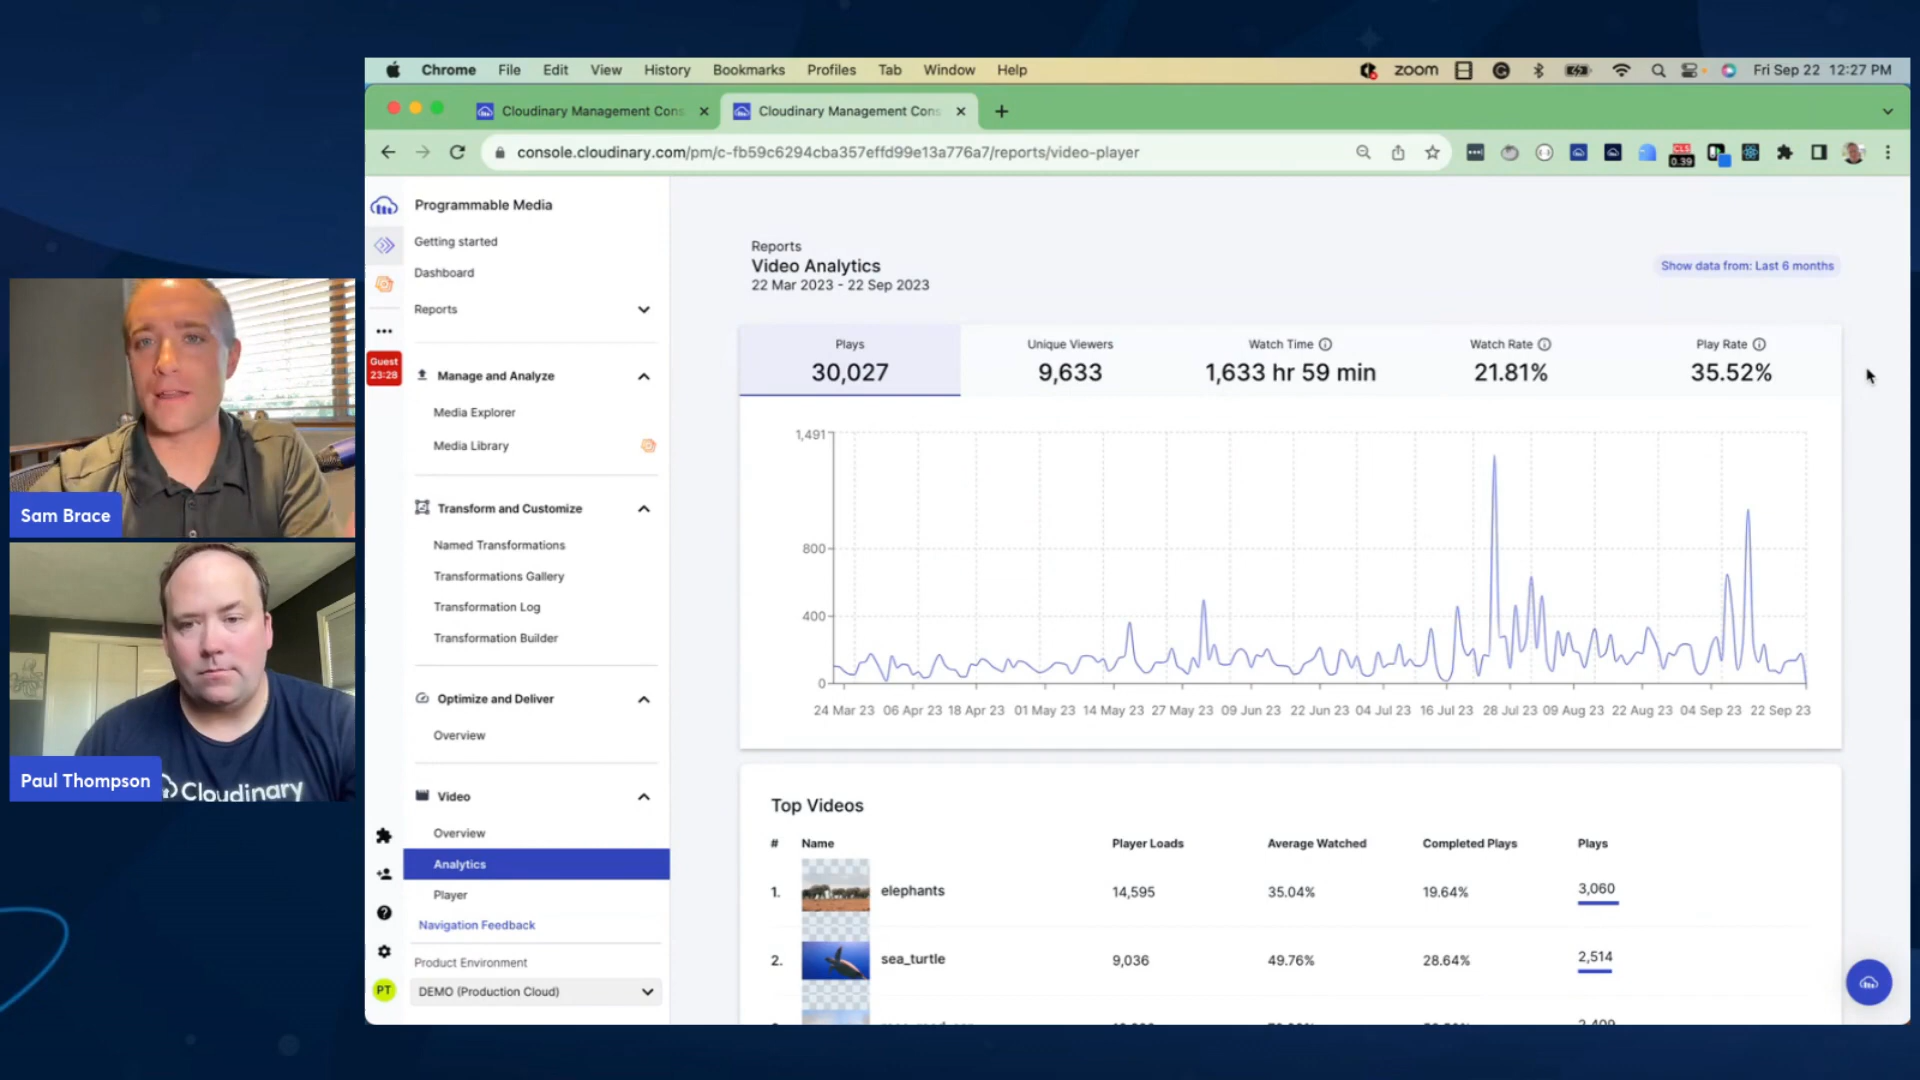 Chrome File Edit View History Bookmarks Profiles Tab Window Help zoom Fri Sep 22 12:27 PM
Cloudinary Management Cons Cloudinary Management Cons
console.cloudinary.com/pm/c-fb59c6294cba357effd99e13a776a7/reports/video-player
CLS
0.39
Programmable Media
Getting started
Dashboard
Reports
Guest
23:28
Manage and Analyze
Media Explorer
Media Library
Transform and Customize
Named Transformations
Transformations Gallery
Transformation Log
Transformation Builder
Optimize and Deliver
Overview
Video
Overview
Analytics
Player
Navigation Feedback
Product Environment
PT
DEMO (Production Cloud)
Reports
Video Analytics
22 Mar 2023 - 22 Sep 2023
Show data from: Last 6 months
Plays Unique Viewers Watch Time Watch Rate Play Rate
30,027 9,633 1,633 hr 59 min 21.81% 35.52%
1,491
800
400
0
24 Mar 23 06 Apr 23 18 Apr 23 01 May 23 14 May 23 27 May 23 09 Jun 23 22 Jun 23 04 Jul 23 16 Jul 23 28 Jul 23 09 Aug 23 22 Aug 23 04 Sep 23 22 Sep 23
Top Videos
# Name Player Loads Average Watched Completed Plays Plays
1. elephants 14,595 35.04% 19.64% 3,060
2. sea_turtle 9,036 49.76% 28.64% 2,514
Sam Brace
Paul Thompson
Cloudinary